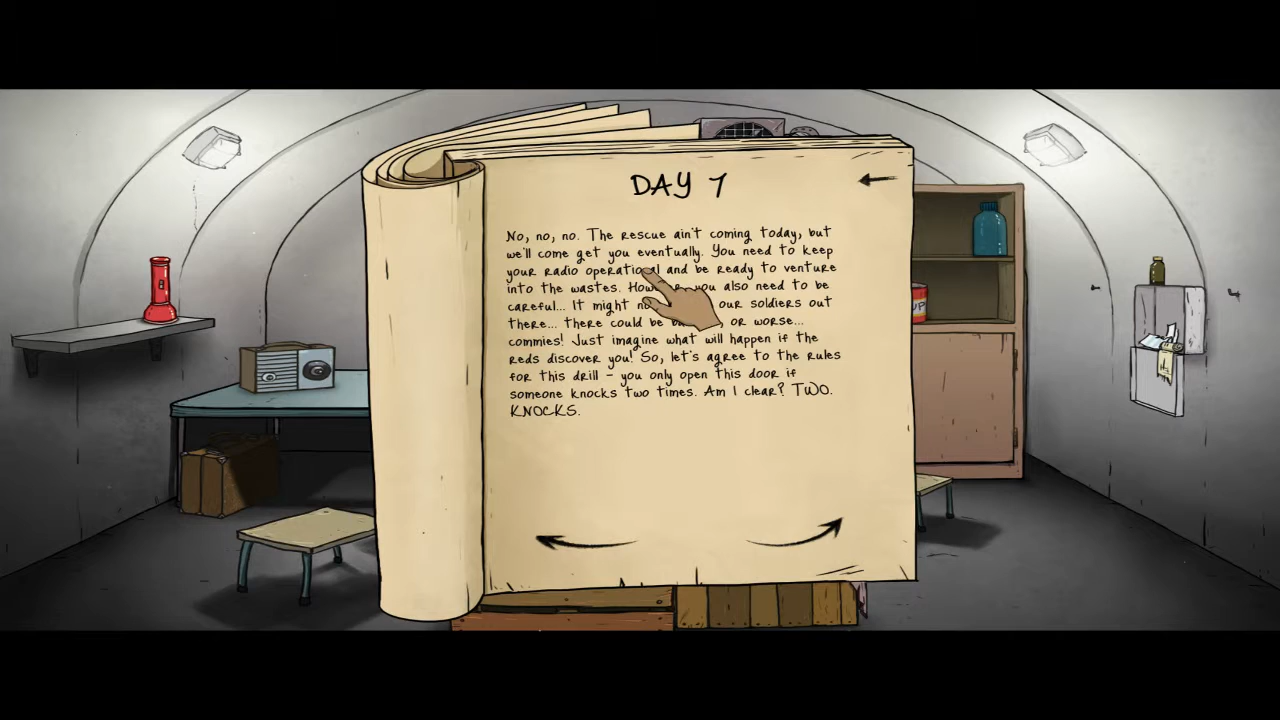 DAY 7
No, no, no. The rescue ain't coming today, but
we'll come get you eventually. You need to keep
your radio operational and be ready to venture
into the wastes. you also need to be
careful... It might our soldiers out
there... there could be or worse...
commies! Just imagine what will happen if the
reds discover you! So, let's agree to the rules
for this drill - you only open this door if
someone knocks two times. Am I clear? TWO.
KNOCKS.
UP